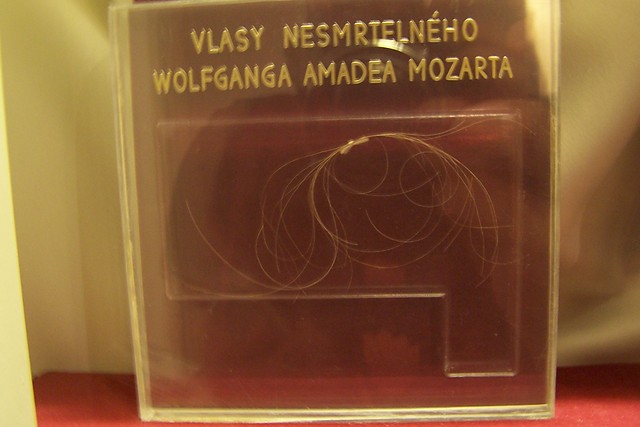 VLASY NESMRTELNÉHO
WOLFGANGA AMADEA MOZARTA